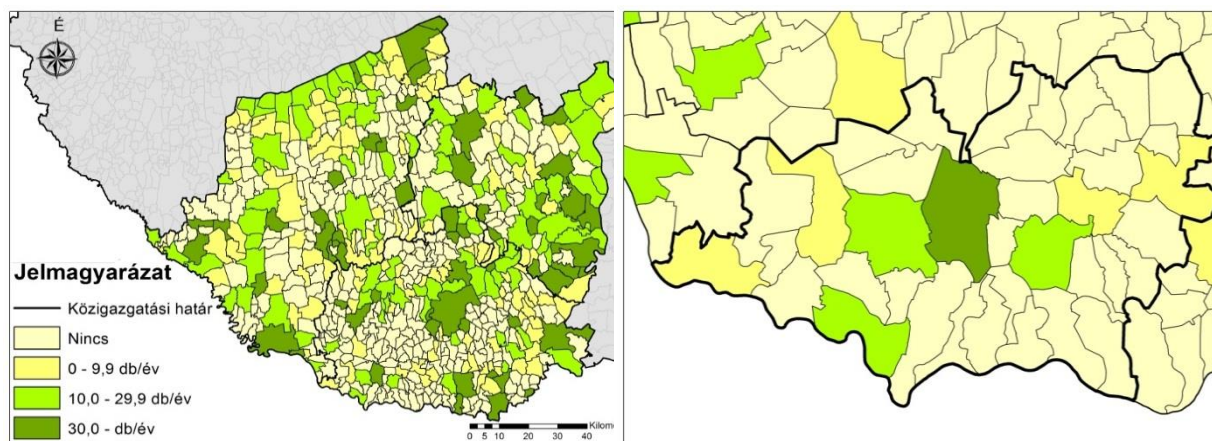 É
Jelmagyarázat
Közigazgatási határ
Nincs
0 - 9,9 db/év
10,0 - 29,9 db/év
30,0 - db/év
Kilome
0 5 10 20 30 40